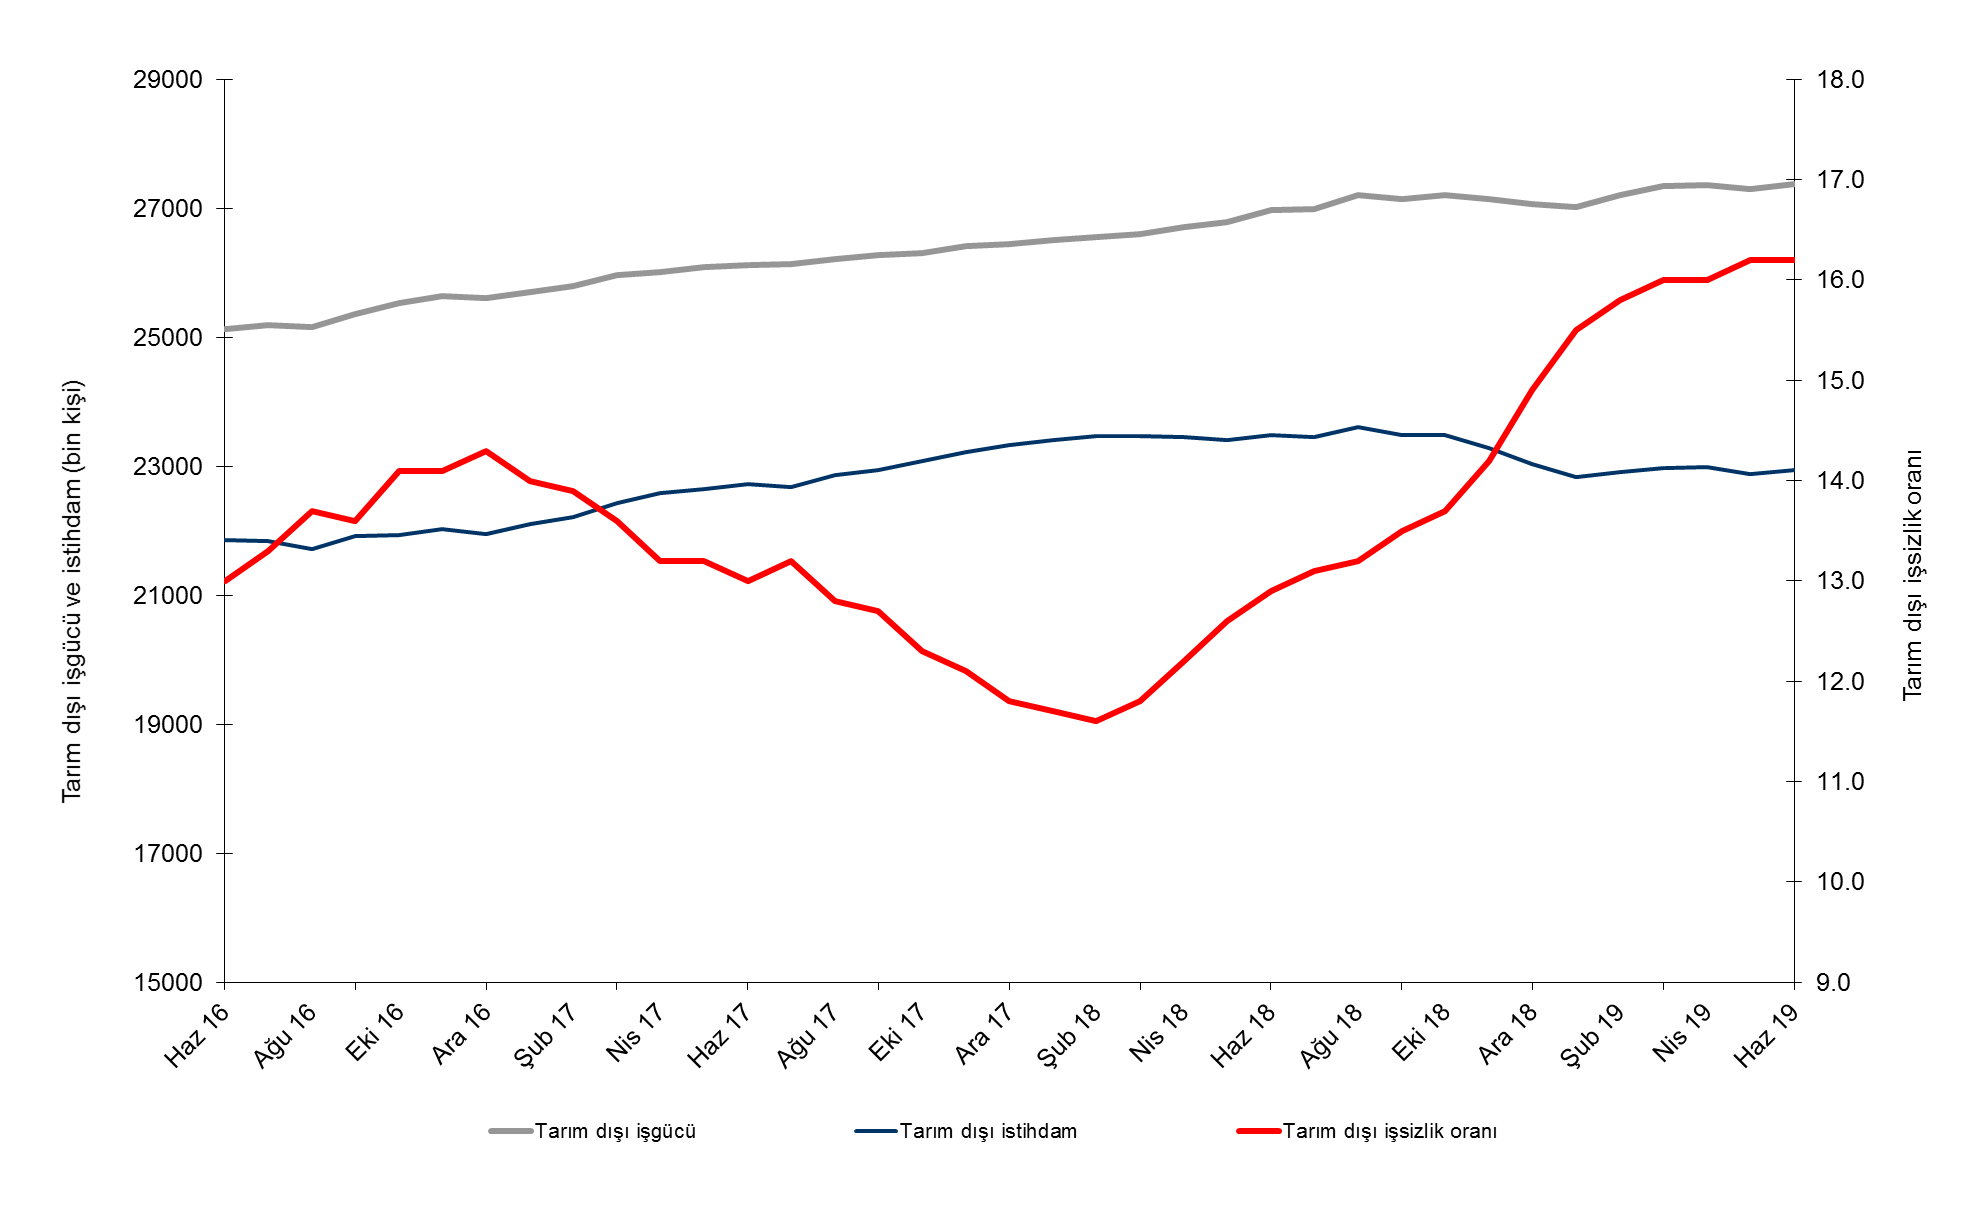 29000
27000
25000
23000
21000
19000
17000
15000
Tarım dışı işgücü ve istihdam (bin kişi)
18.0
17.0
16.0
15.0
14.0
13.0
12.0
11.0
10.0
9.0
Tarım dışı işsizlik oranı
Haz 16
Ağu 16
Eki 16
Ara 16
Şub 17
Nis 17
Haz 17
Ağu 17
Eki 17
Ara 17
Şub 18
Nis 18
Haz 18
Ağu 18
Eki 18
Ara 18
Şub 19
Nis 19
Haz 19
Tarım dışı işgücü
Tarım dışı istihdam
Tarım dışı işsizlik oranı